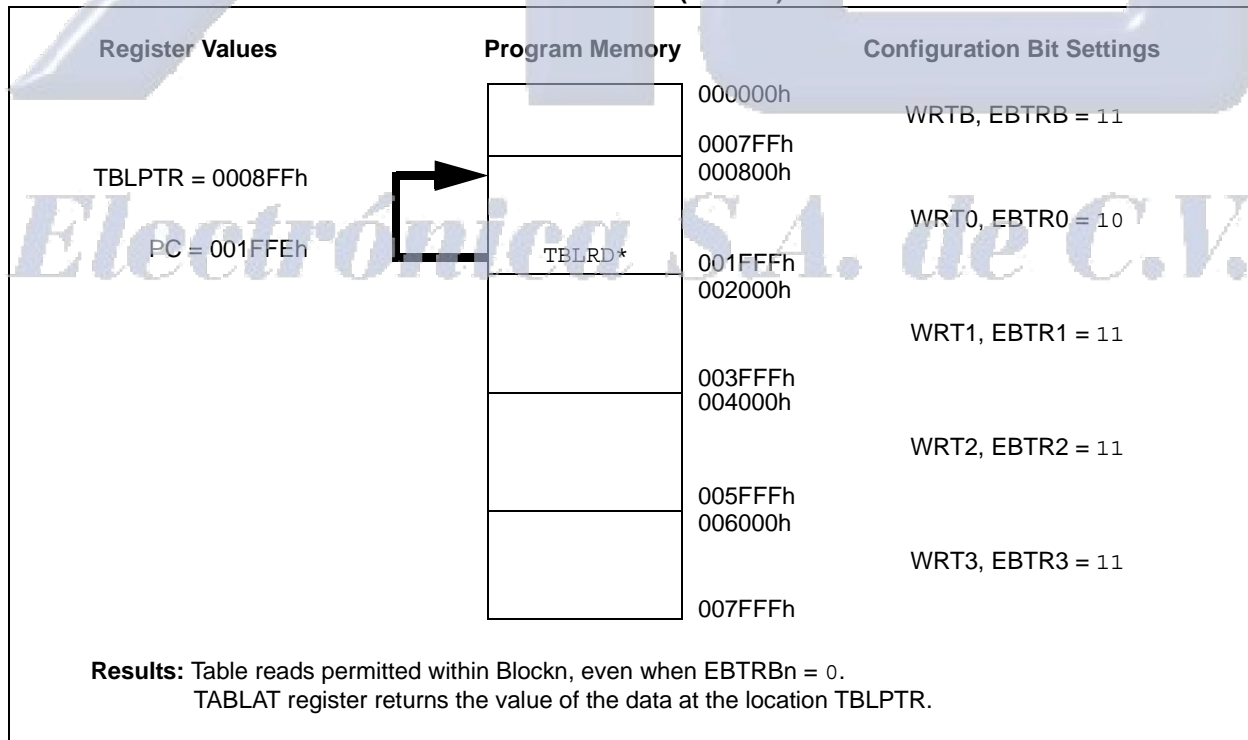 Register Values Program Memory Configuration Bit Settings
000000h
WRTB, EBTRB = 11
0007FFh
TBLPTR = 0008FFh
000800h
WRT0, EBTR0 = 10
PC = 001FFEh
TBLRD*
001FFFh
002000h
WRT1, EBTR1 = 11
003FFFh
004000h
WRT2, EBTR2 = 11
005FFFh
006000h
WRT3, EBTR3 = 11
007FFFh
Results: Table reads permitted within Blockn, even when EBTRBn = 0.
TABLAT register returns the value of the data at the location TBLPTR.
Electrónica S.A. de C.V.